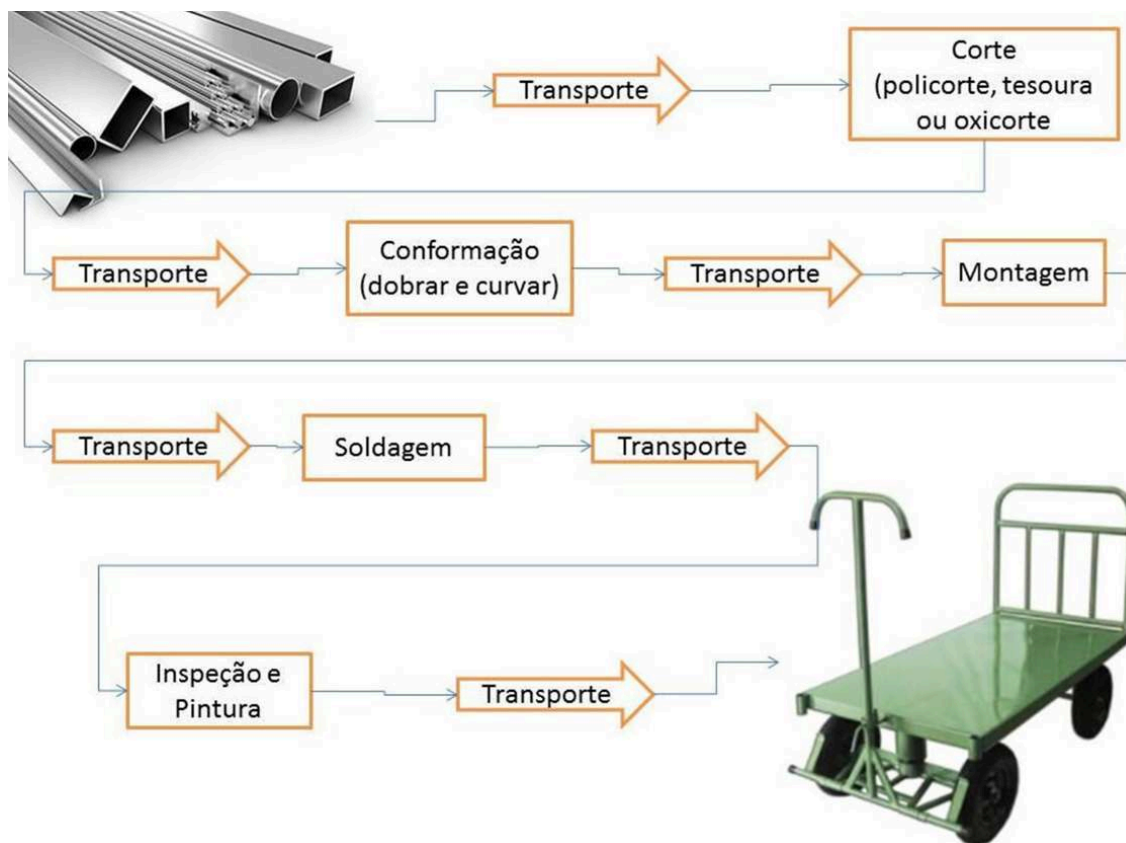 Transporte
Corte
(policorte, tesoura
ou oxicorte
Transporte
Conformação
(dobrar e curvar)
Transporte
Montagem
Transporte
Soldagem
Transporte
Inspeção e
Pintura
Transporte